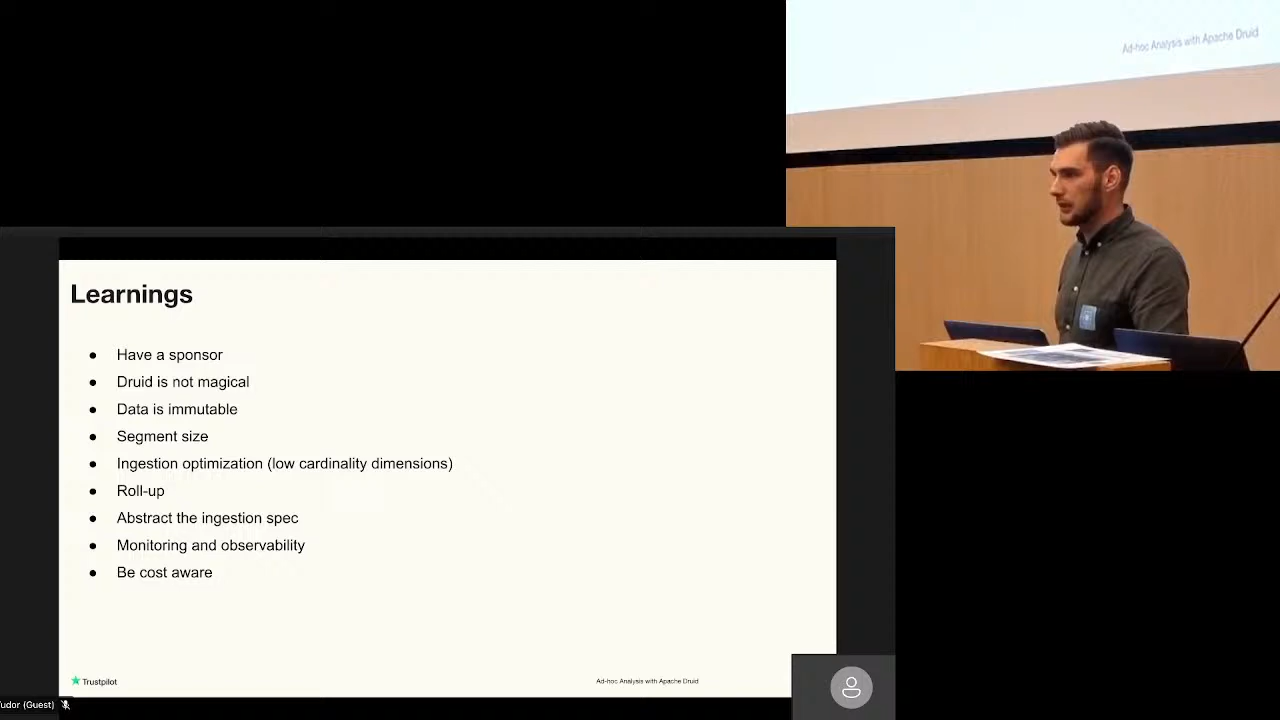 Ad-hoc Analysis with Apache Druid
Learnings
● Have a sponsor
● Druid is not magical
● Data is immutable
● Segment size
● Ingestion optimization (low cardinality dimensions)
● Roll-up
● Abstract the ingestion spec
● Monitoring and observability
● Be cost aware
Trustpilot
Ad-hoc Analysis with Apache Druid
Tudor (Guest)